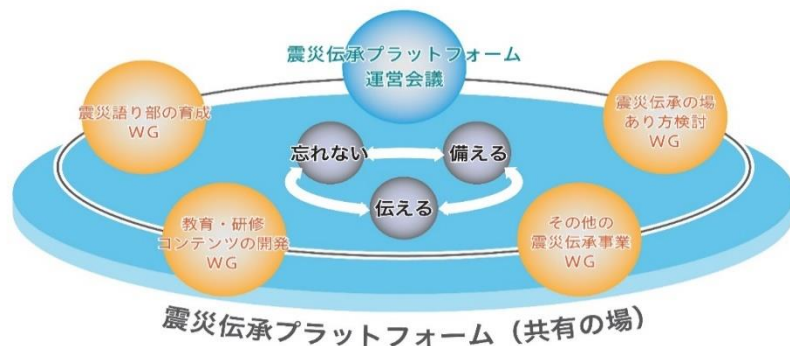 震災伝承プラットフォーム
運営会議
震災語り部の育成
WG
震災伝承の場
あり方検討
WG
忘れない
備える
伝える
教育・研修
コンテンツの開発
WG
その他の
震災伝承事業
WG
震災伝承プラットフォーム(共有の場)